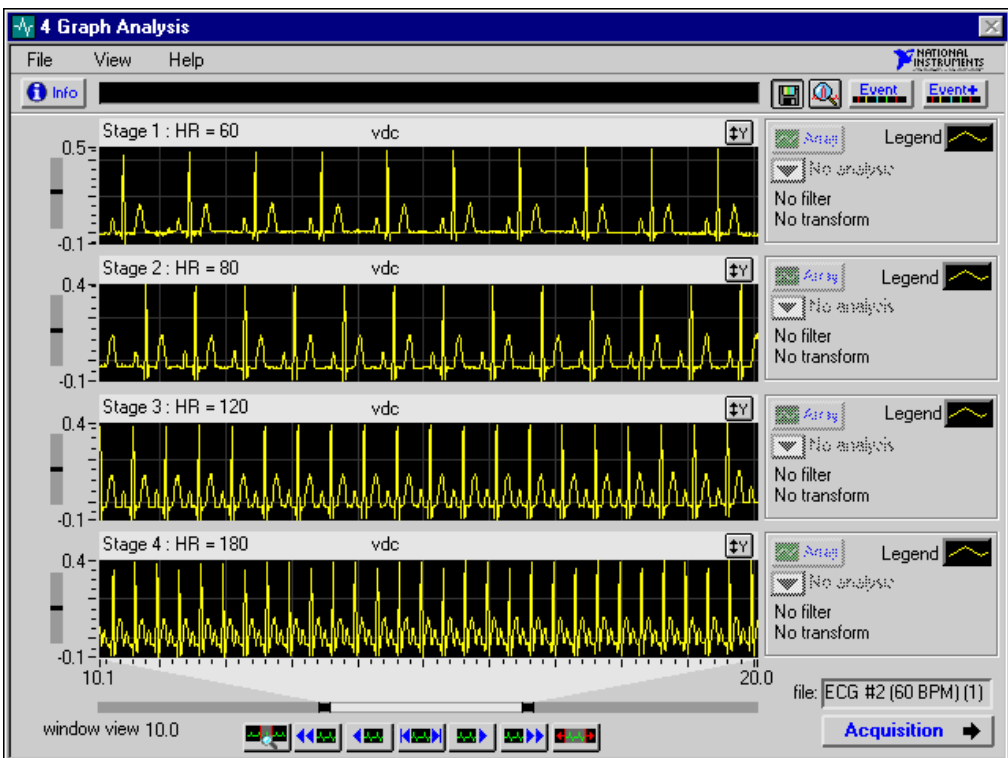 4 Graph Analysis
File View Help
NATIONAL INSTRUMENTS
Info
Event Event+
Stage 1 : HR = 60 vdc Y
0.5
-0.1
Array Legend
No analysis
No filter
No transform
Stage 2 : HR = 80 vdc Y
0.4
-0.1
Array Legend
No analysis
No filter
No transform
Stage 3 : HR = 120 vdc Y
0.4
-0.1
Array Legend
No analysis
No filter
No transform
Stage 4 : HR = 180 vdc Y
0.4
-0.1
Array Legend
No analysis
No filter
No transform
10.1 20.0
file: ECG #2 (60 BPM) (1)
window view 10.0
Acquisition